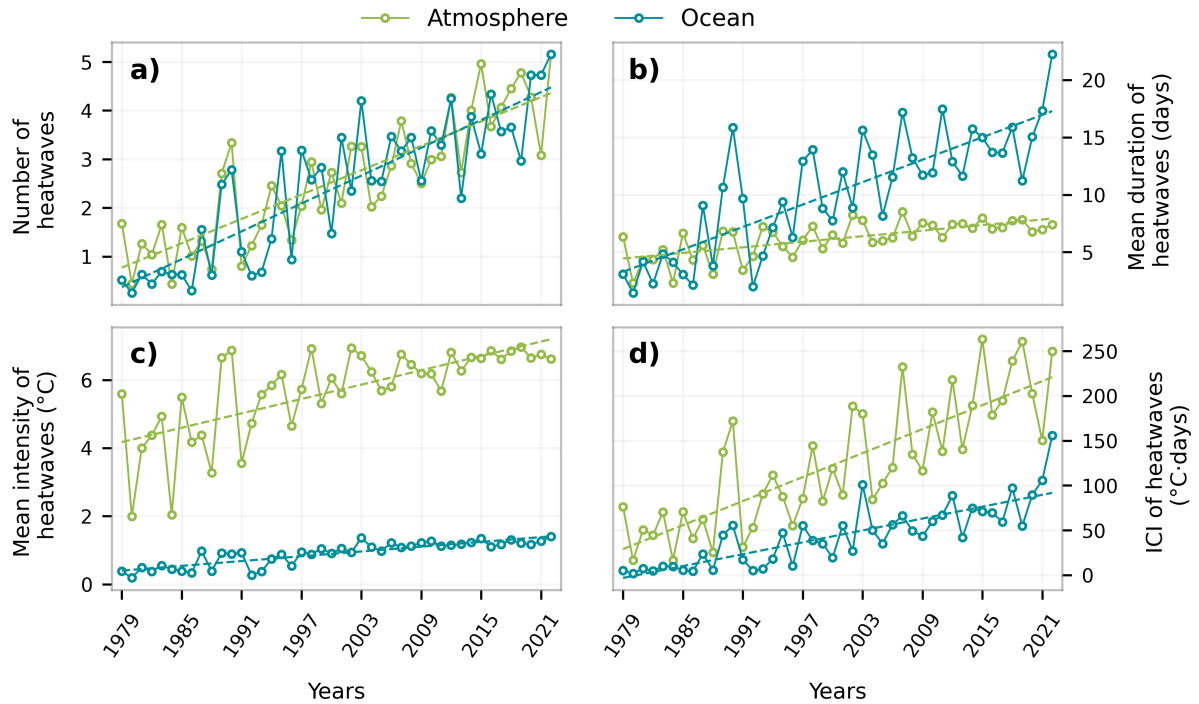 Atmosphere Ocean
a)
Number of
heatwaves
5
4
3
2
1
b)
20
15
10
5
Mean duration of
heatwaves (days)
c)
Mean intensity of
heatwaves (°C)
6
4
2
0
d)
250
200
150
100
50
0
ICI of heatwaves
(°C·days)
1979 1985 1991 1997 2003 2009 2015 2021
1979 1985 1991 1997 2003 2009 2015 2021
Years
Years